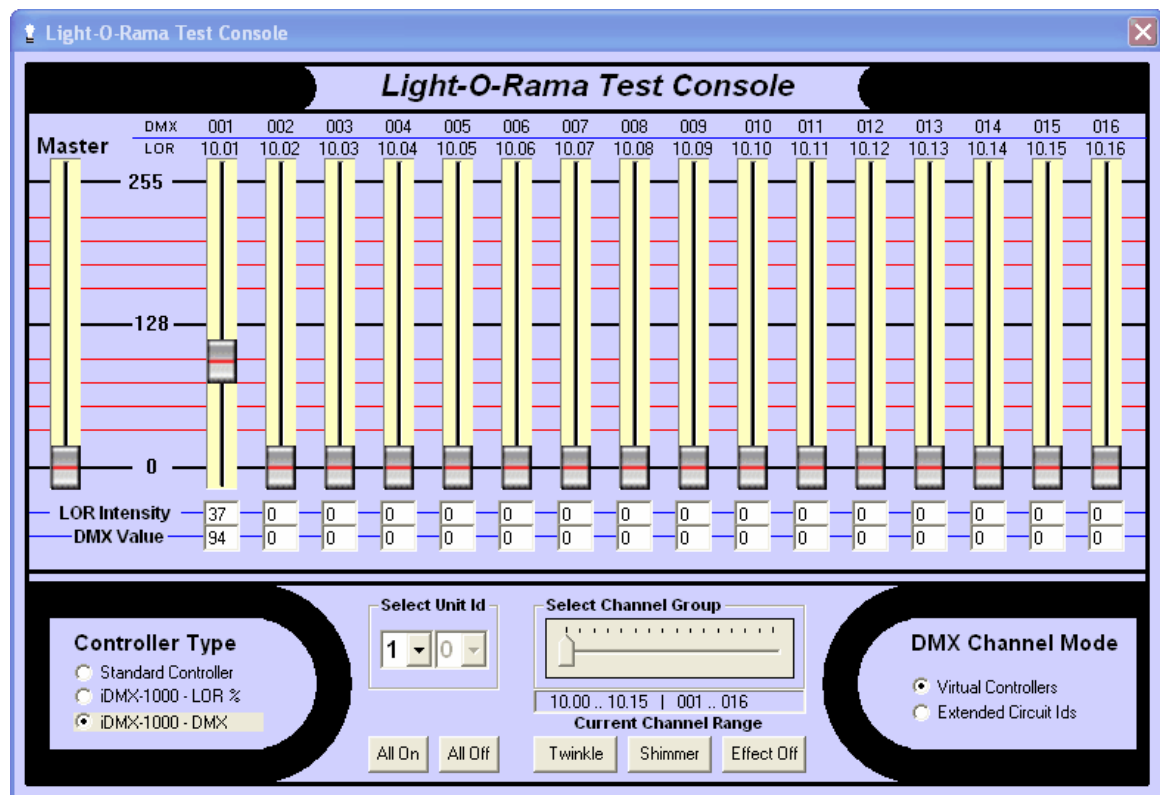 Light-O-Rama Test Console
Light-O-Rama Test Console
DMX 001 002 003 004 005 006 007 008 009 010 011 012 013 014 015 016
Master LOR 10.01 10.02 10.03 10.04 10.05 10.06 10.07 10.08 10.09 10.10 10.11 10.12 10.13 10.14 10.15 10.16
255
128
0
LOR Intensity 37 0 0 0 0 0 0 0 0 0 0 0 0 0 0 0
DMX Value 94 0 0 0 0 0 0 0 0 0 0 0 0 0 0 0
Controller Type
Standard Controller
iDMX-1000 - LOR %
iDMX-1000 - DMX
Select Unit Id
1 0
All On All Off
Select Channel Group
10.00 .. 10.15 | 001 .. 016
Current Channel Range
Twinkle Shimmer Effect Off
DMX Channel Mode
Virtual Controllers
Extended Circuit Ids